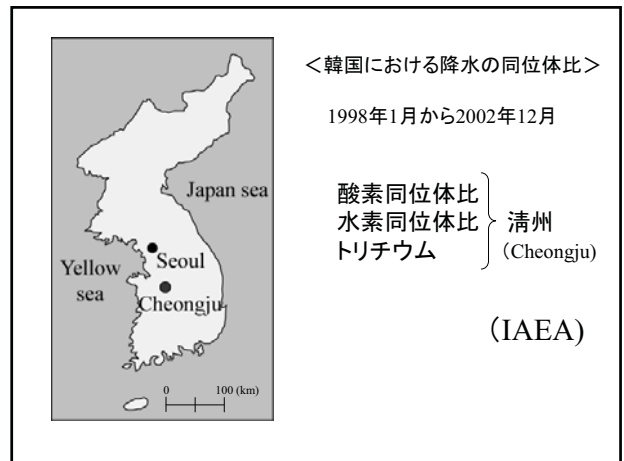 ＜韓国における降水の同位体比＞
1998年1月から2002年12月
酸素同位体比
水素同位体比
トリチウム
清州
（Cheongju）
（IAEA)
Japan sea
Yellow
sea
Seoul
Cheongju
0 100 (km)